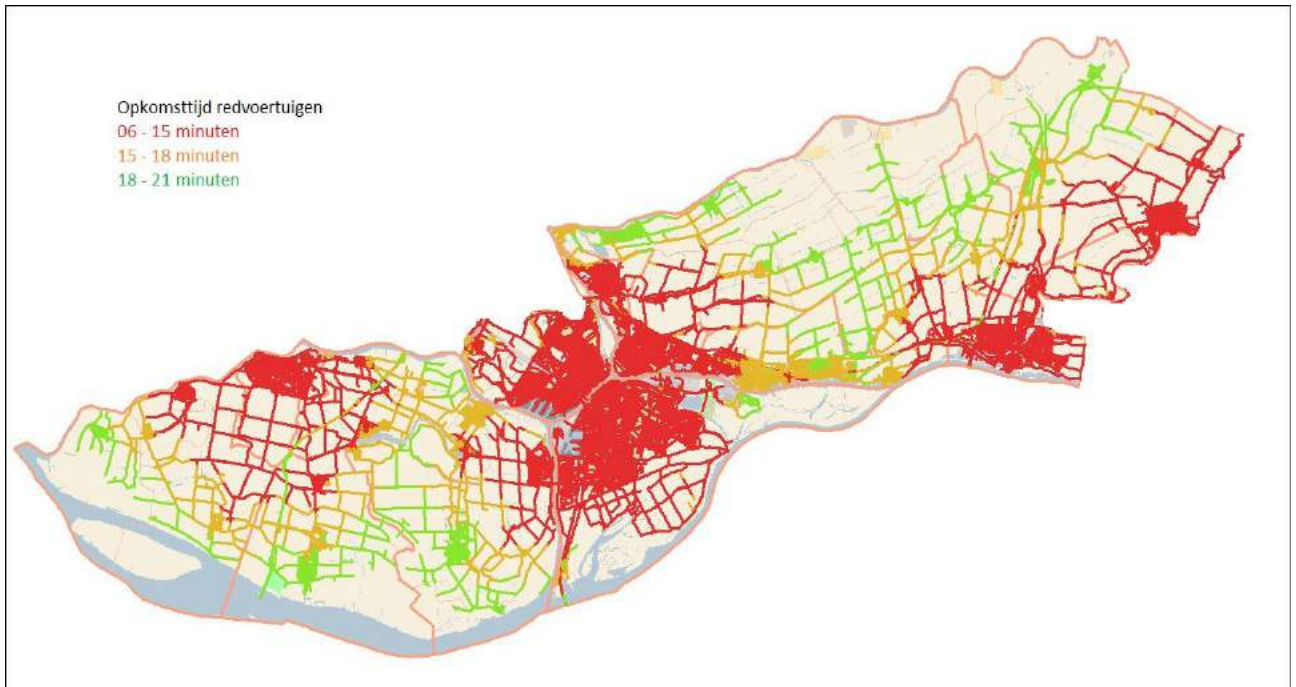 Opkomsttijd redvoertuigen
06 - 15 minuten
15 - 18 minuten
18 - 21 minuten